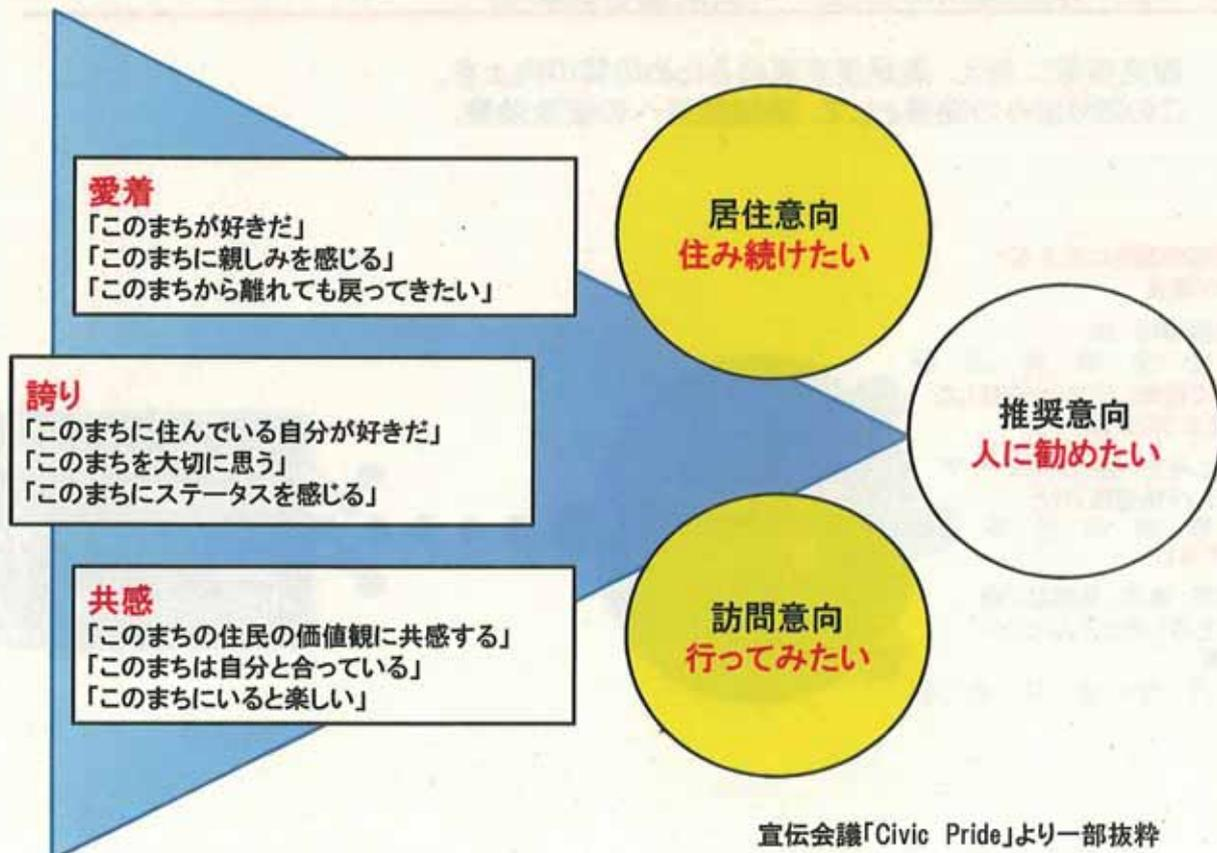 愛着
「このまちが好きだ」
「このまちに親しみを感じる」
「このまちから離れても戻ってきたい」
誇り
「このまちに住んでいる自分が好きだ」
「このまちを大切に思う」
「このまちにステータスを感じる」
共感
「このまちの住民の価値観に共感する」
「このまちは自分と合っている」
「このまちにいると楽しい」
居住意向
住み続けたい
訪問意向
行ってみたい
推奨意向
人に勧めたい
宣伝会議「Civic Pride」より一部抜粋